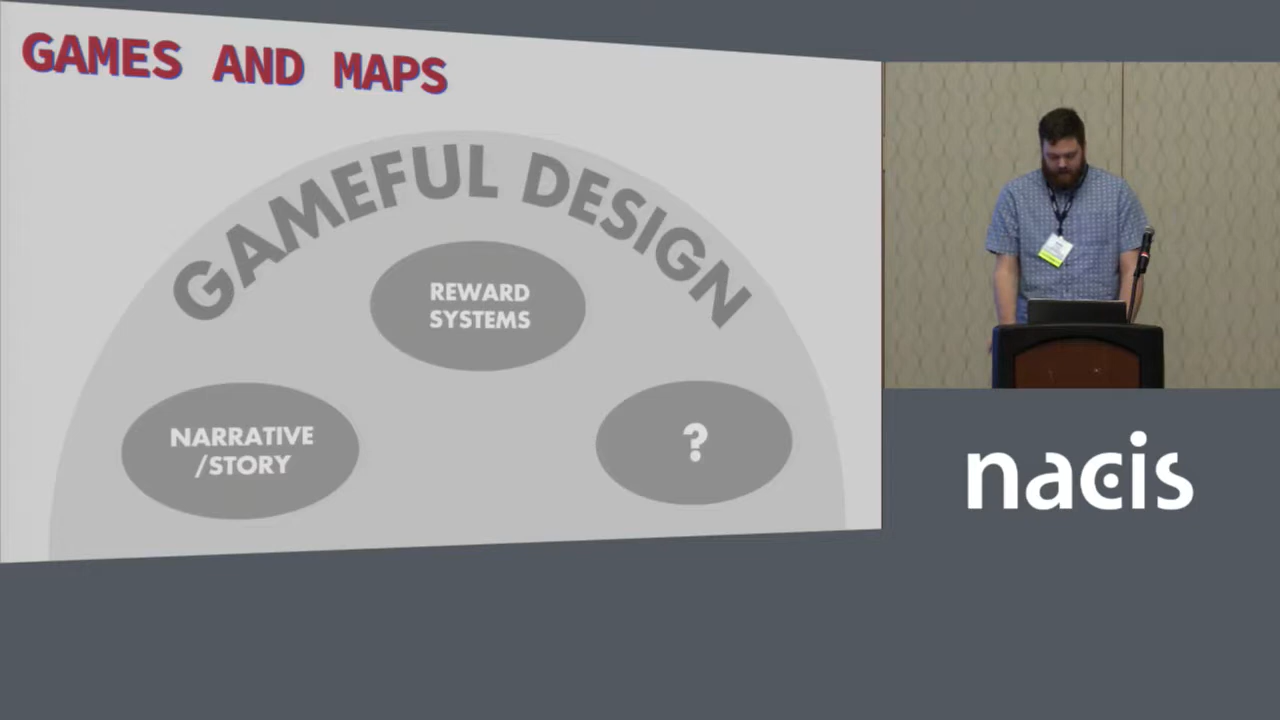 GAMES AND MAPS
GAMEFUL DESIGN
REWARD
SYSTEMS
NARRATIVE
/STORY
?
nacis